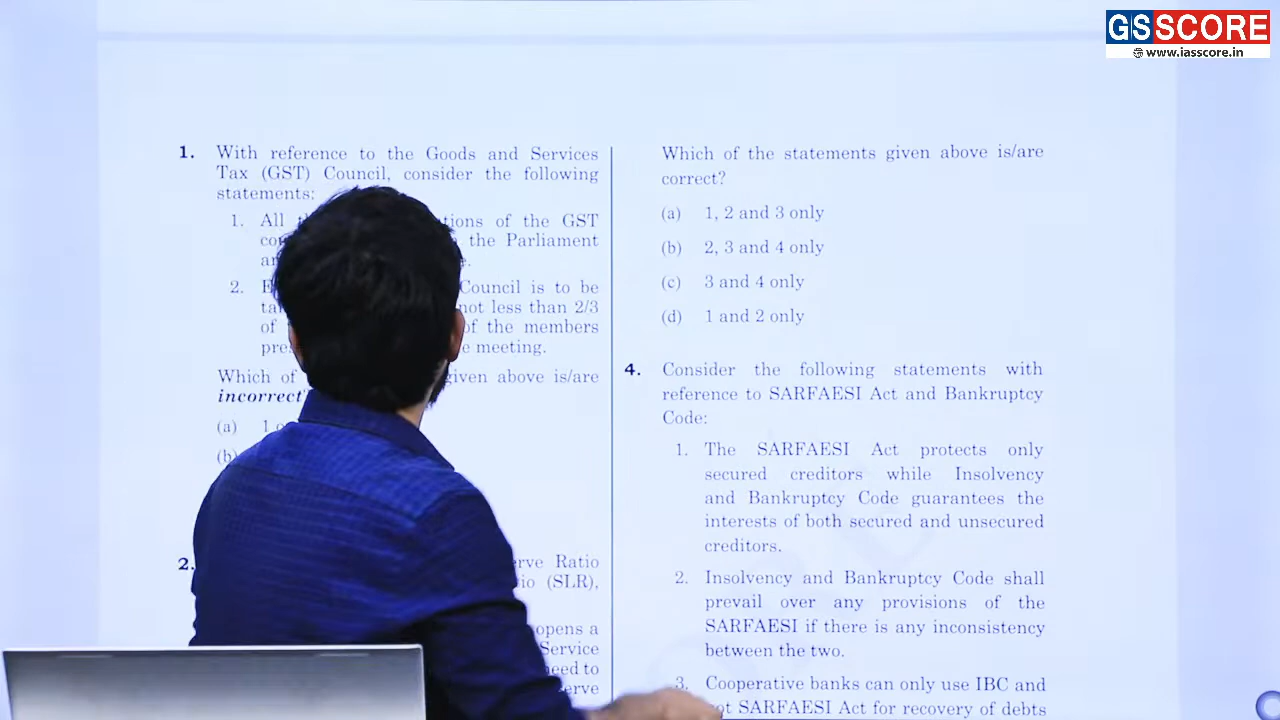 GSSCORE
www.iasscore.in
1. With reference to the Goods and Services
Tax (GST) Council, consider the following
statements:
1. All of the GST
the Parliament
2. Council is to be
not less than 2/3
of of the members
meeting.
Which of given above is/are
incorrect
(a) 1
(b)
2. Ratio
(SLR),
opens a
Service
need to
Which of the statements given above is/are
correct?
(a) 1, 2 and 3 only
(b) 2, 3 and 4 only
(c) 3 and 4 only
(d) 1 and 2 only
4. Consider the following statements with
reference to SARFAESI Act and Bankruptcy
Code:
1. The SARFAESI Act protects only
secured creditors while Insolvency
and Bankruptcy Code guarantees the
interests of both secured and unsecured
creditors.
2. Insolvency and Bankruptcy Code shall
prevail over any provisions of the
SARFAESI if there is any inconsistency
between the two.
3. Cooperative banks can only use IBC and
SARFAESI Act for recovery of debts